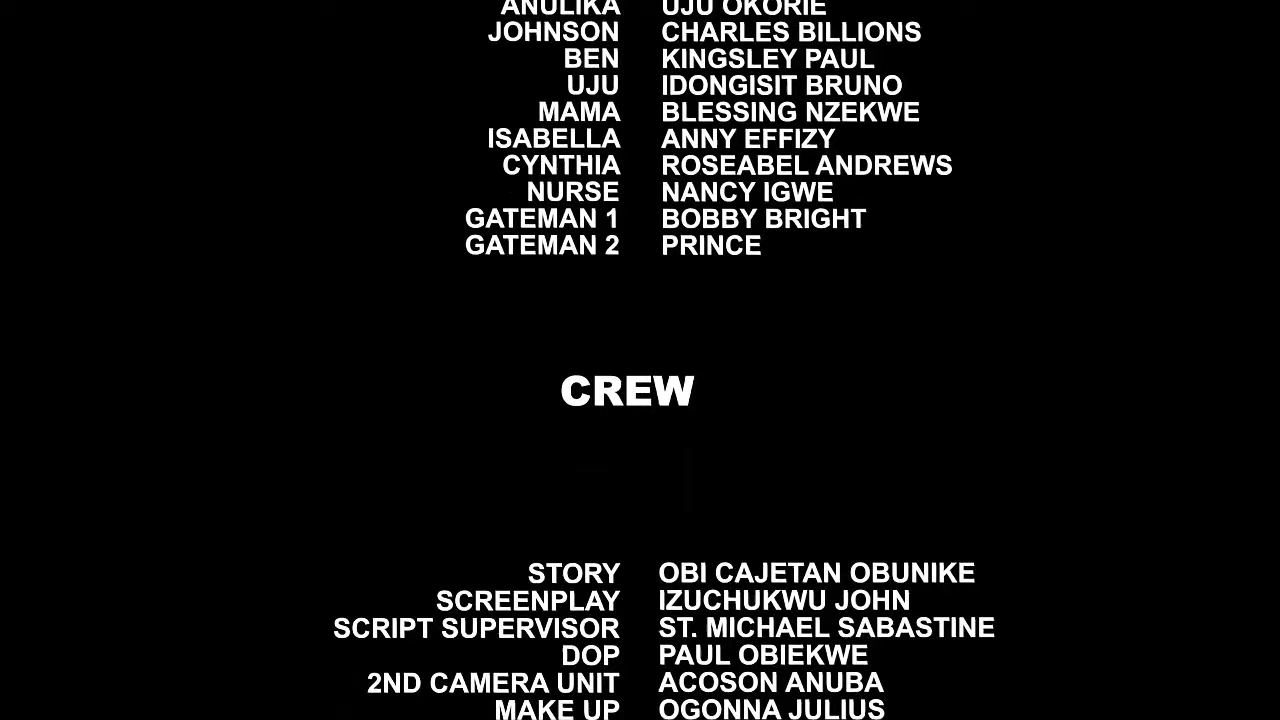 ANULIKA UJU OKORIE
JOHNSON CHARLES BILLIONS
BEN KINGSLEY PAUL
UJU IDONGISIT BRUNO
MAMA BLESSING NZEKWE
ISABELLA ANNY EFFIZY
CYNTHIA ROSEABEL ANDREWS
NURSE NANCY IGWE
GATEMAN 1 BOBBY BRIGHT
GATEMAN 2 PRINCE
CREW
STORY OBI CAJETAN OBUNIKE
SCREENPLAY IZUCHUKWU JOHN
SCRIPT SUPERVISOR ST. MICHAEL SABASTINE
DOP PAUL OBIEKWE
2ND CAMERA UNIT ACOSON ANUBA
MAKE UP OGONNA JULIUS